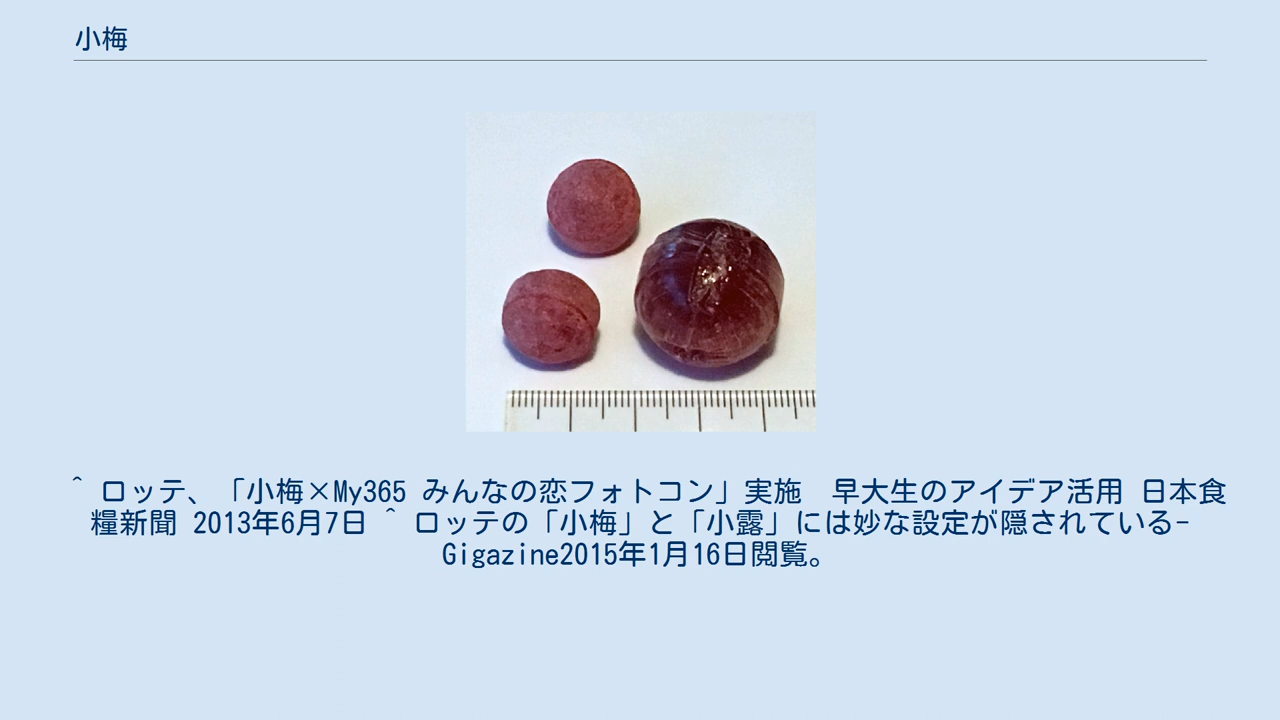 小梅
^ ロッテ、「小梅×My365 みんなの恋フォトコン」実施　早大生のアイデア活用 日本食
糧新聞 2013年6月7日 ^ ロッテの「小梅」と「小露」には妙な設定が隠されている-
Gigazine2015年1月16日閲覧。